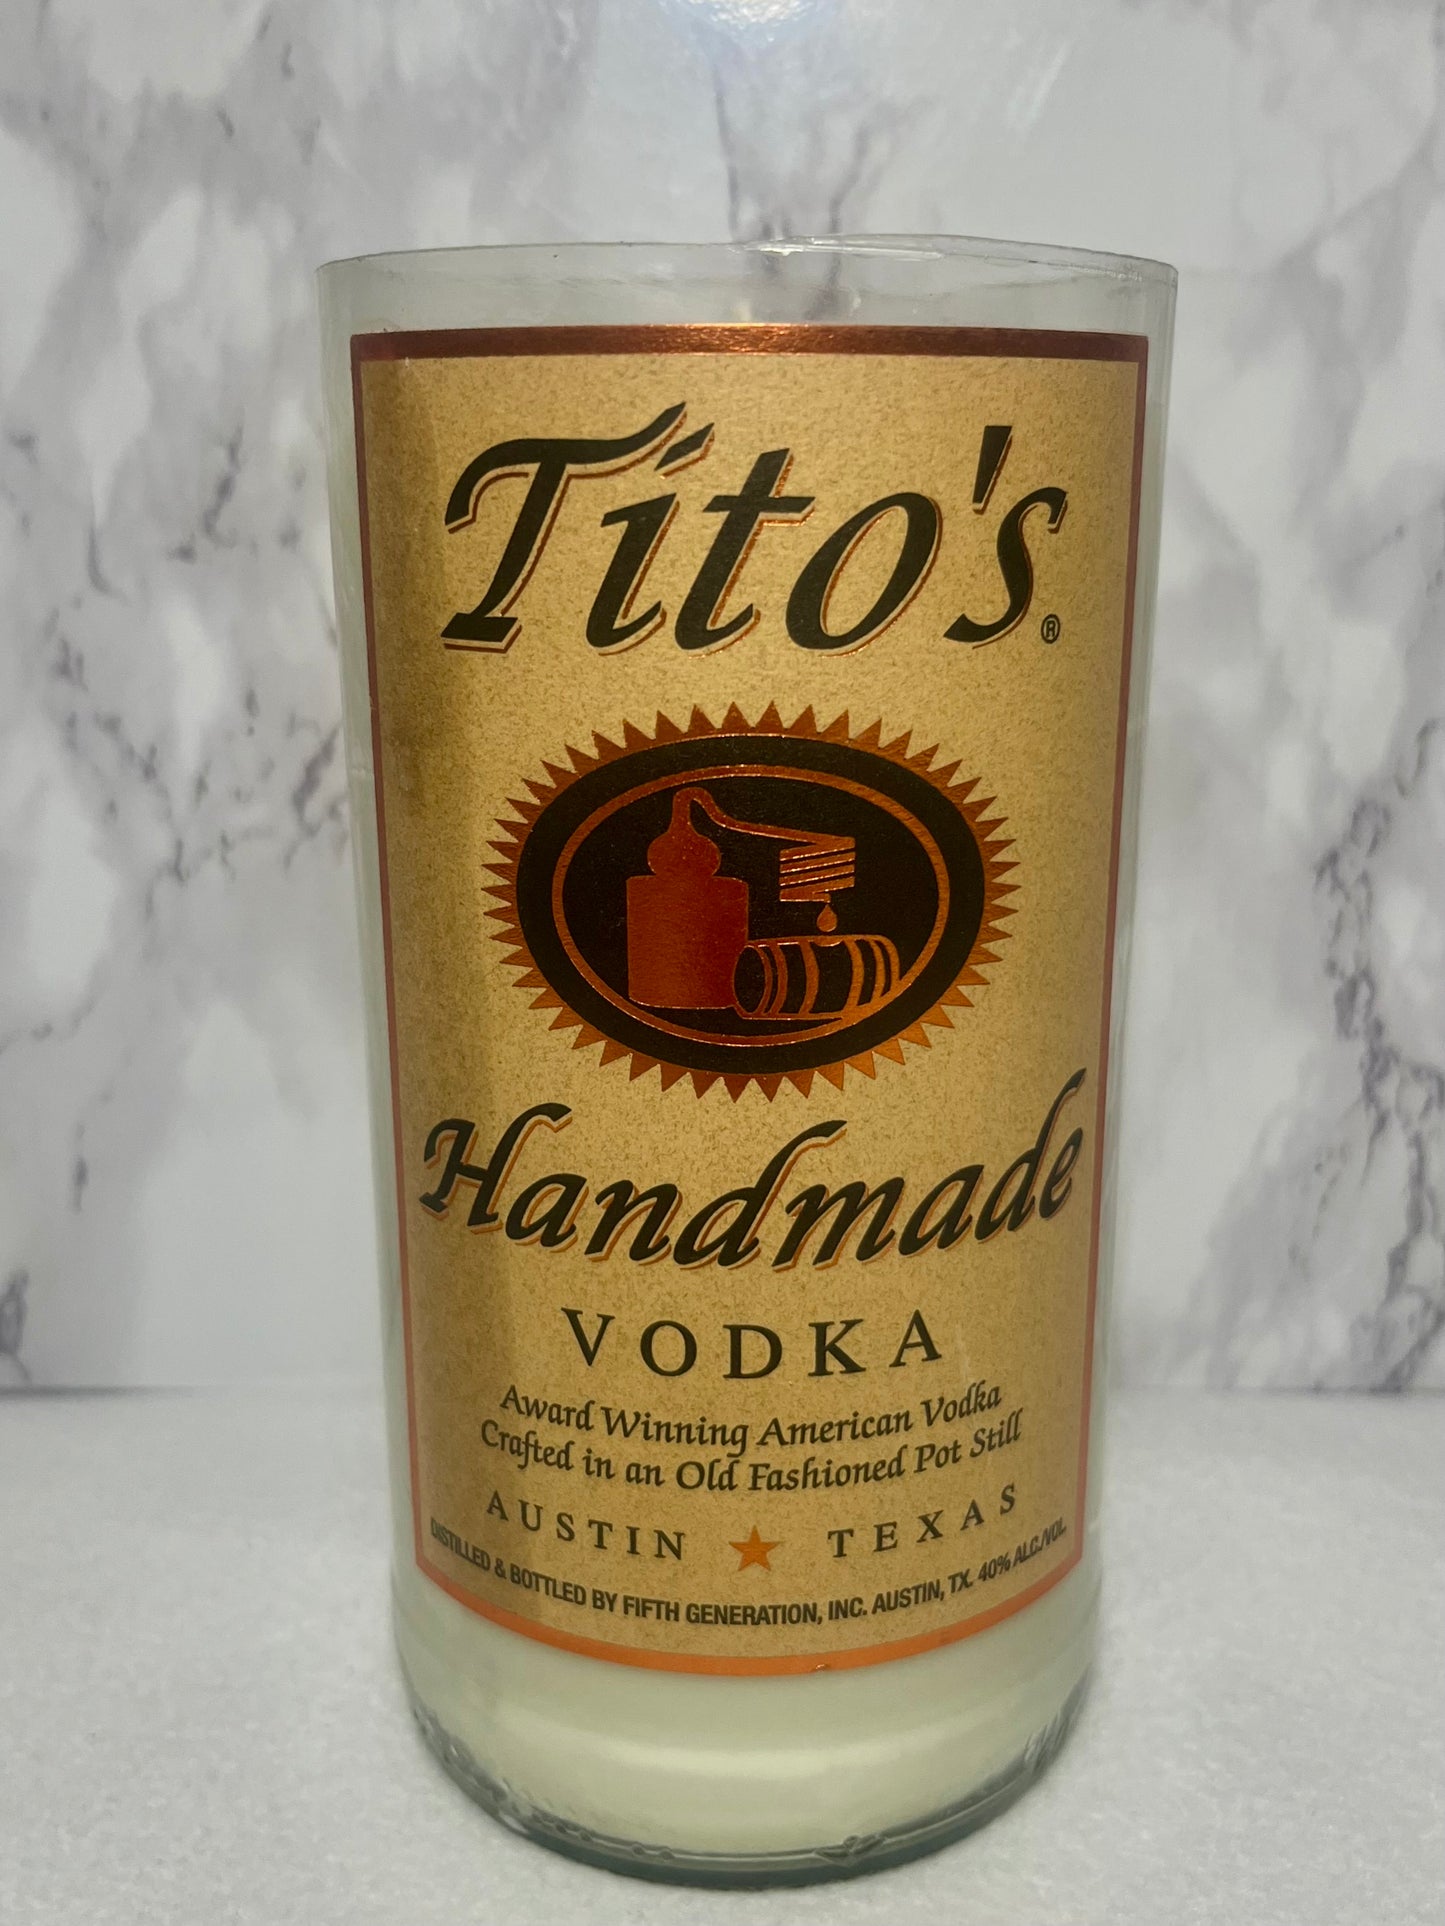 Tito's®
Handmade
VODKA
Award Winning American Vodka
Crafted in an Old Fashioned Pot Still
AUSTIN ★ TEXAS
DISTILLED & BOTTLED BY FIFTH GENERATION, INC. AUSTIN, TX. 40% ALC./VOL.